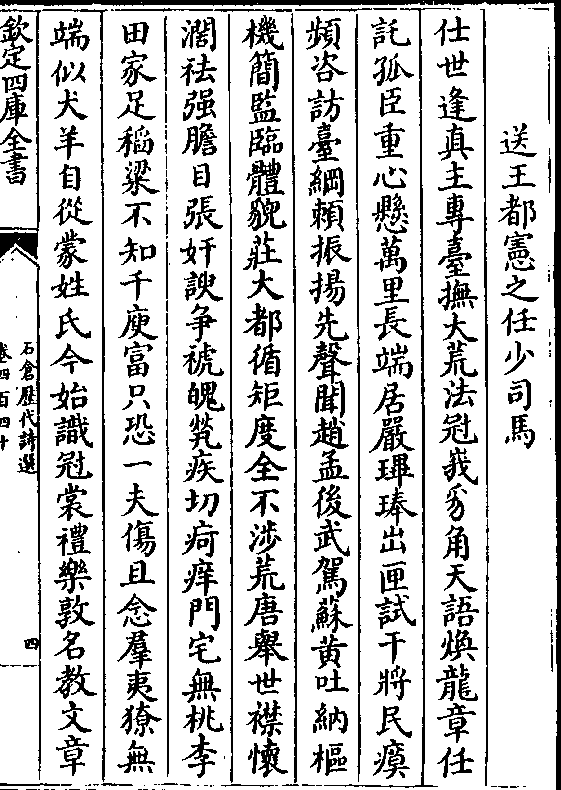 送王都憲之任少司馬
仕世逢真主專臺撫大荒法冠峩豸角天語煥龍章任
託孤臣重心懸萬里長端居嚴琿琫出匣試干將民瘼
頻咨訪臺綱頼振揚先聲聞趙孟後武駕蘇黄吐納樞
機簡監臨體貌莊大都循矩度全不涉荒唐舉世襟懷
濶祛强膽目張奸諛争禠魄煢疾切疴痒門宅無桃李
田家足稻粱不知千庾富只恐一夫傷且念羣夷獠無
端似犬羊自從蒙姓氏今始識冠裳禮樂敦名教文章
欽定四庫全書
石倉歷代詩選
卷四百四十
四